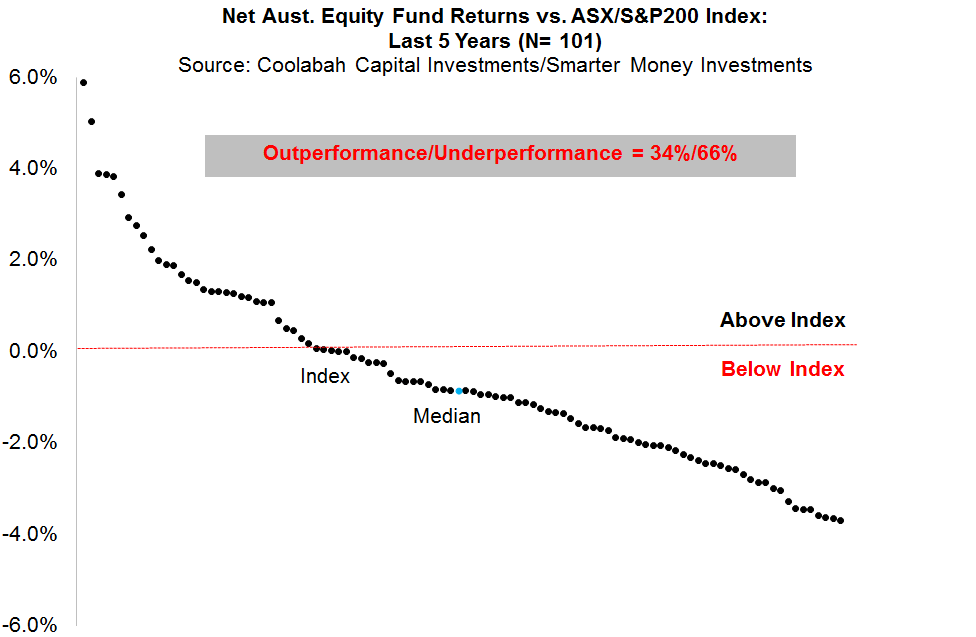 Net Aust. Equity Fund Returns vs. ASX/S&P200 Index:
Last 5 Years (N= 101)
Source: Coolabah Capital Investments/Smarter Money Investments
6.0%
Outperformance/Underperformance = 34%/66%
4.0%
2.0%
Above Index
0.0%
Below Index
Index
Median
-2.0%
-4.0%
-6.0%